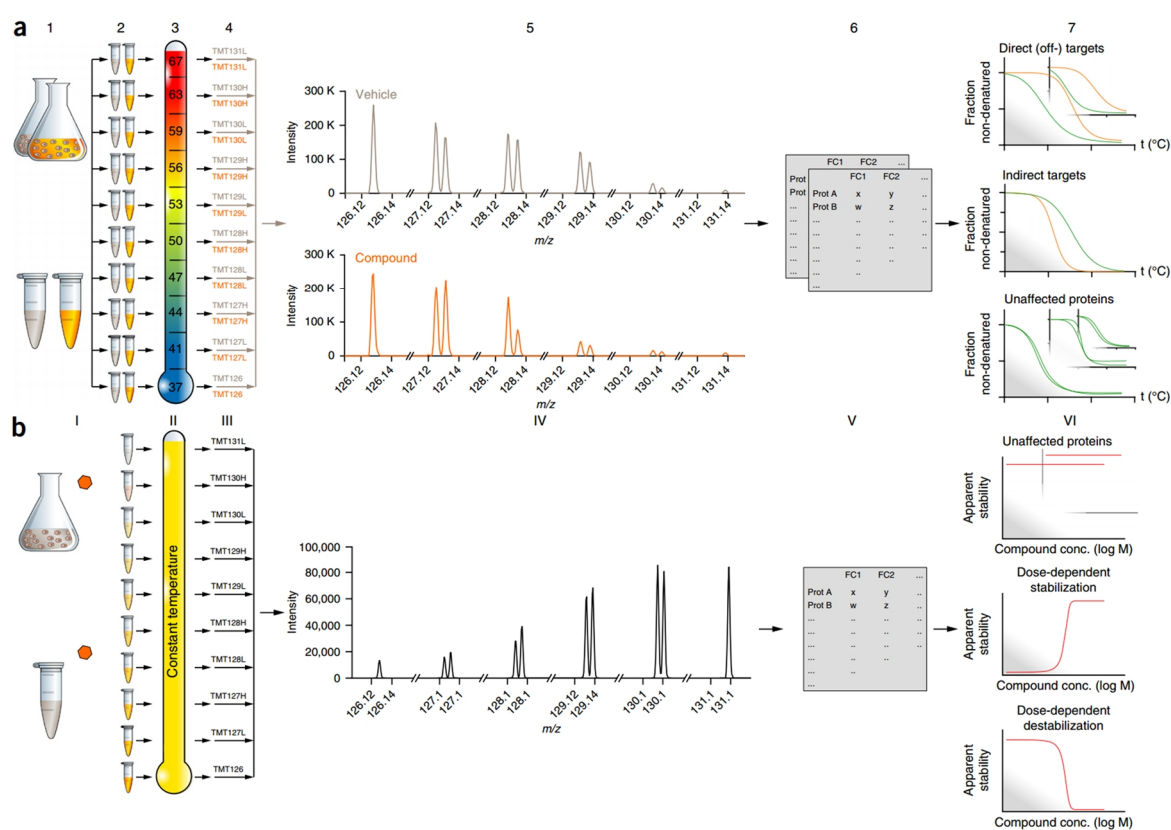 a
1
2
3
4
5
6
7
67
63
59
56
53
50
47
44
41
37
TMT131L
TMT131L
TMT130H
TMT130H
TMT130L
TMT130L
TMT129H
TMT129H
TMT129L
TMT129L
TMT128H
TMT128H
TMT128L
TMT128L
TMT127H
TMT127H
TMT127L
TMT127L
TMT126
TMT126
Vehicle
Intensity
300 K
200 K
100 K
0
126.12 126.14 127.12 127.14 128.12 128.14 129.12 129.14 130.12 130.14 131.12 131.14
m/z
Compound
Intensity
300 K
200 K
100 K
0
126.12 126.14 127.12 127.14 128.12 128.14 129.12 129.14 130.12 130.14 131.12 131.14
m/z
FC1 FC2 ...
Prot
Prot
FC1 FC2 ...
Prot A x y ..
Prot B w z ..
Direct (off-) targets
Fraction
non-denatured
t (°C)
Indirect targets
Fraction
non-denatured
t (°C)
Unaffected proteins
Fraction
non-denatured
t (°C)
b
I
II
III
IV
V
VI
Constant temperature
TMT131L
TMT130H
TMT130L
TMT129H
TMT129L
TMT128H
TMT128L
TMT127H
TMT127L
TMT126
Intensity
100,000
80,000
60,000
40,000
20,000
0
126.12 126.14 127.1 127.1 128.1 128.1 129.12 129.14 130.1 130.1 131.1 131.1
m/z
FC1 FC2 ...
Prot A x y ..
Prot B w z ..
Unaffected proteins
Apparent
stability
Compound conc. (log M)
Dose-dependent
stabilization
Apparent
stability
Compound conc. (log M)
Dose-dependent
destabilization
Apparent
stability
Compound conc. (log M)